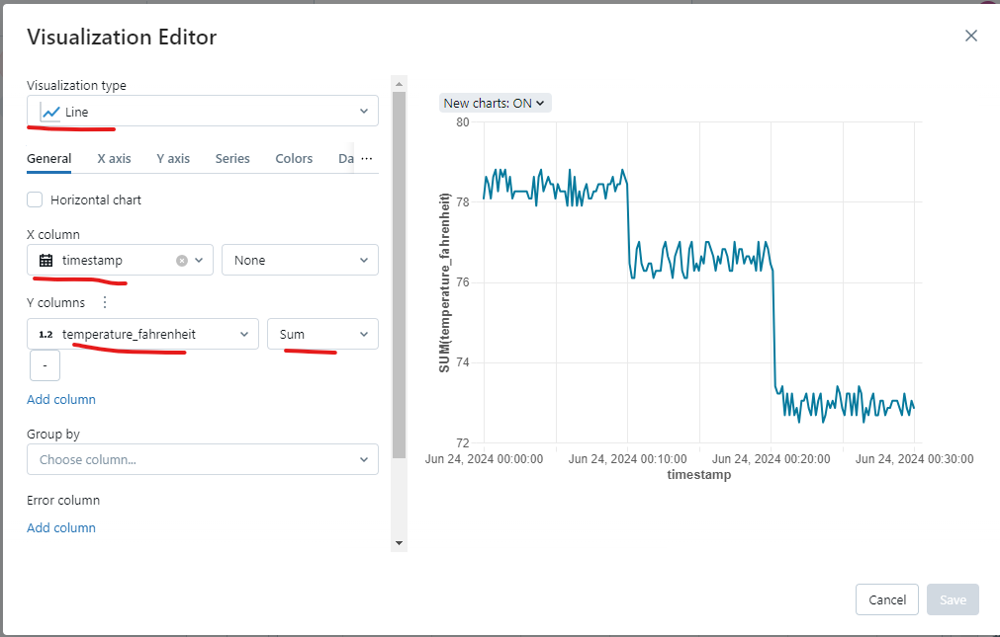 Visualization Editor
Visualization type
Line
General X axis Y axis Series Colors Da ...
Horizontal chart
X column
timestamp None
Y columns
1.2 temperature_fahrenheit Sum
-
Add column
Group by
Choose column...
Error column
Add column
New charts: ON
80
78
76
74
72
SUM(temperature_fahrenheit)
Jun 24, 2024 00:00:00 Jun 24, 2024 00:10:00 Jun 24, 2024 00:20:00 Jun 24, 2024 00:30:00
timestamp
Cancel Save